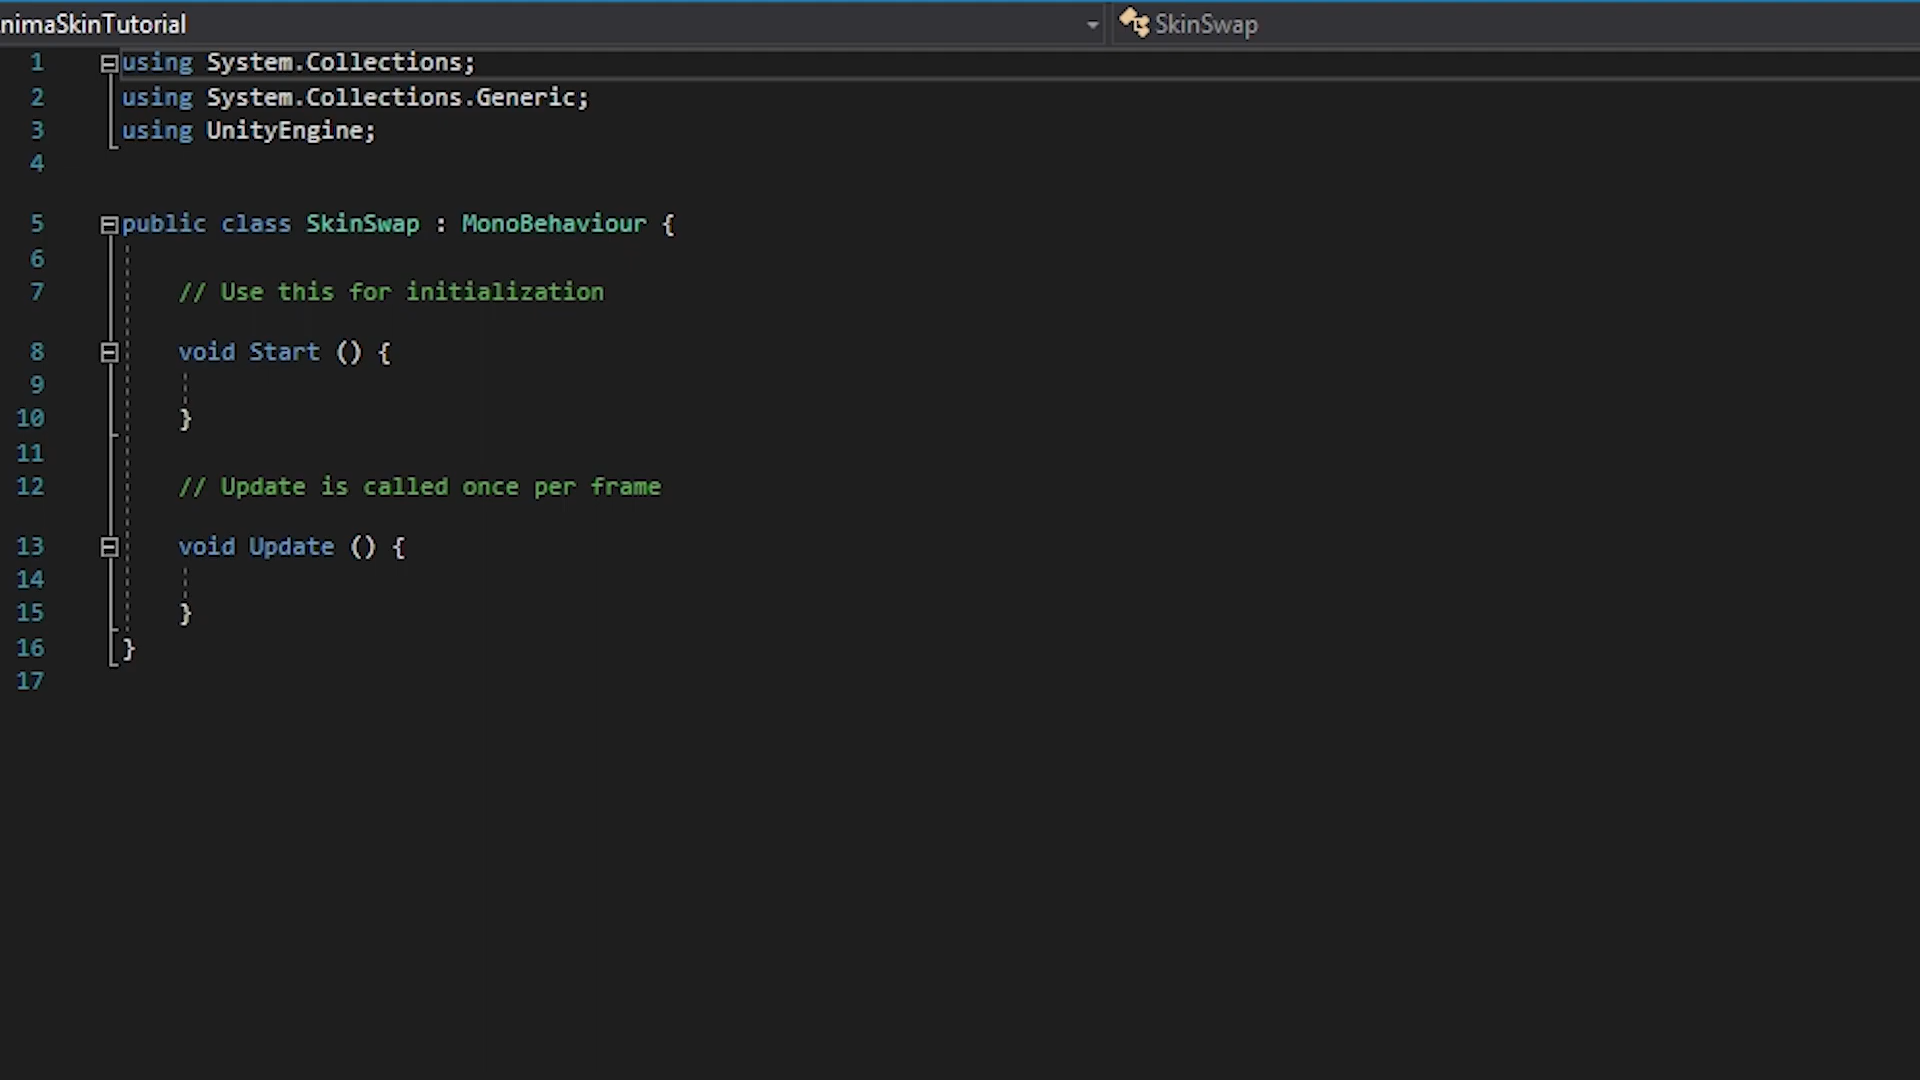 nimaSkinTutorial SkinSwap
1 using System.Collections;
2 using System.Collections.Generic;
3 using UnityEngine;
4
5 public class SkinSwap : MonoBehaviour {
6
7 // Use this for initialization
8 void Start () {
9
10 }
11
12 // Update is called once per frame
13 void Update () {
14
15 }
16 }
17